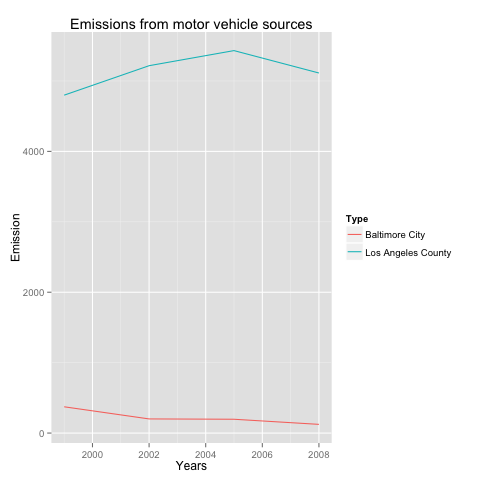 Emissions from motor vehicle sources
Emission
4000
2000
0
2000 2002 2004 2006 2008
Years
Type
Baltimore City
Los Angeles County